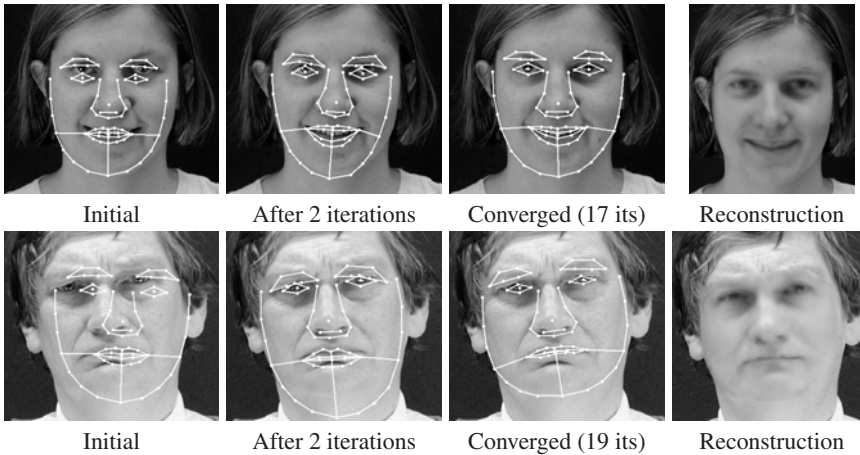 Initial
After 2 iterations
Converged (17 its)
Reconstruction
Initial
After 2 iterations
Converged (19 its)
Reconstruction